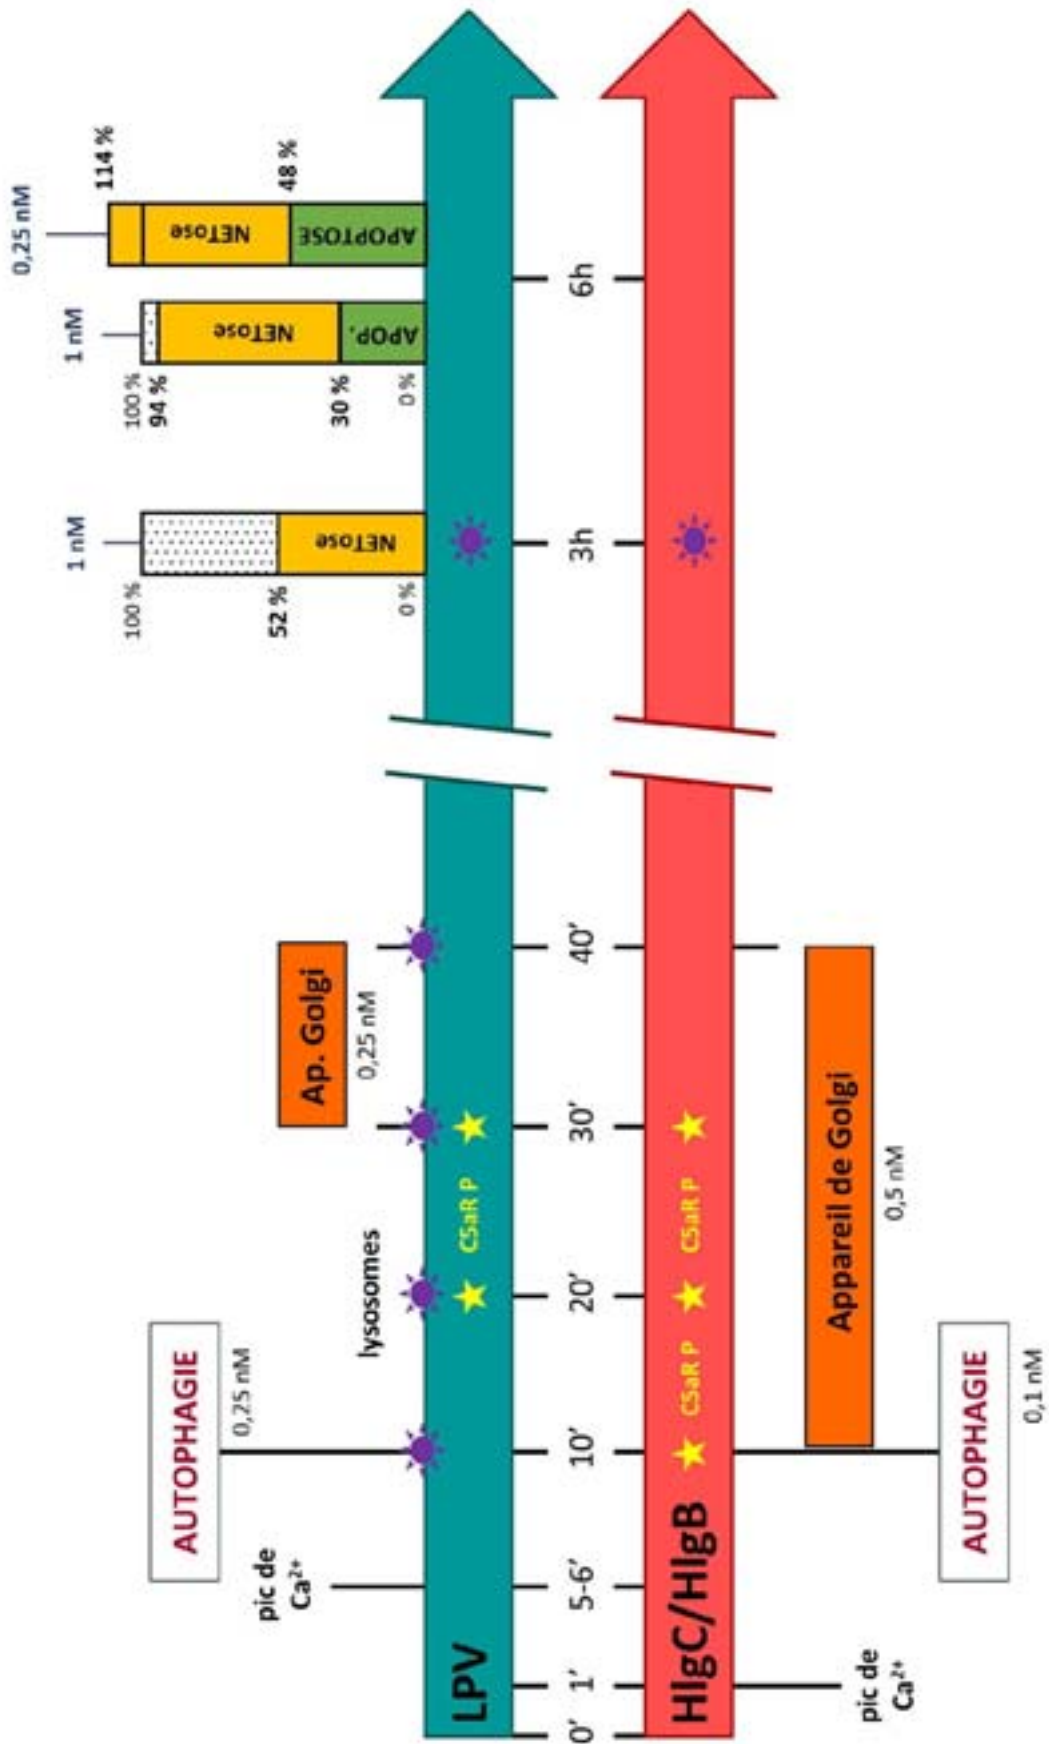 0,25 nM
114 %
1 nM
NETose
48 %
APOPTOSE
100 %
94 %
NETose
30 %
APOP.
0 %
1 nM
100 %
52 %
NETose
0 %
AUTOPHAGIE
0,25 nM
Ap. Golgi
0,25 nM
lysosomes
pic de
Ca²⁺
LPV
C5aR P
0'
1'
5-6'
10'
20'
30'
40'
3h
6h
HlgC/HlgB
C5aR P
C5aR P
Appareil de Golgi
0,5 nM
pic de
Ca²⁺
AUTOPHAGIE
0,1 nM